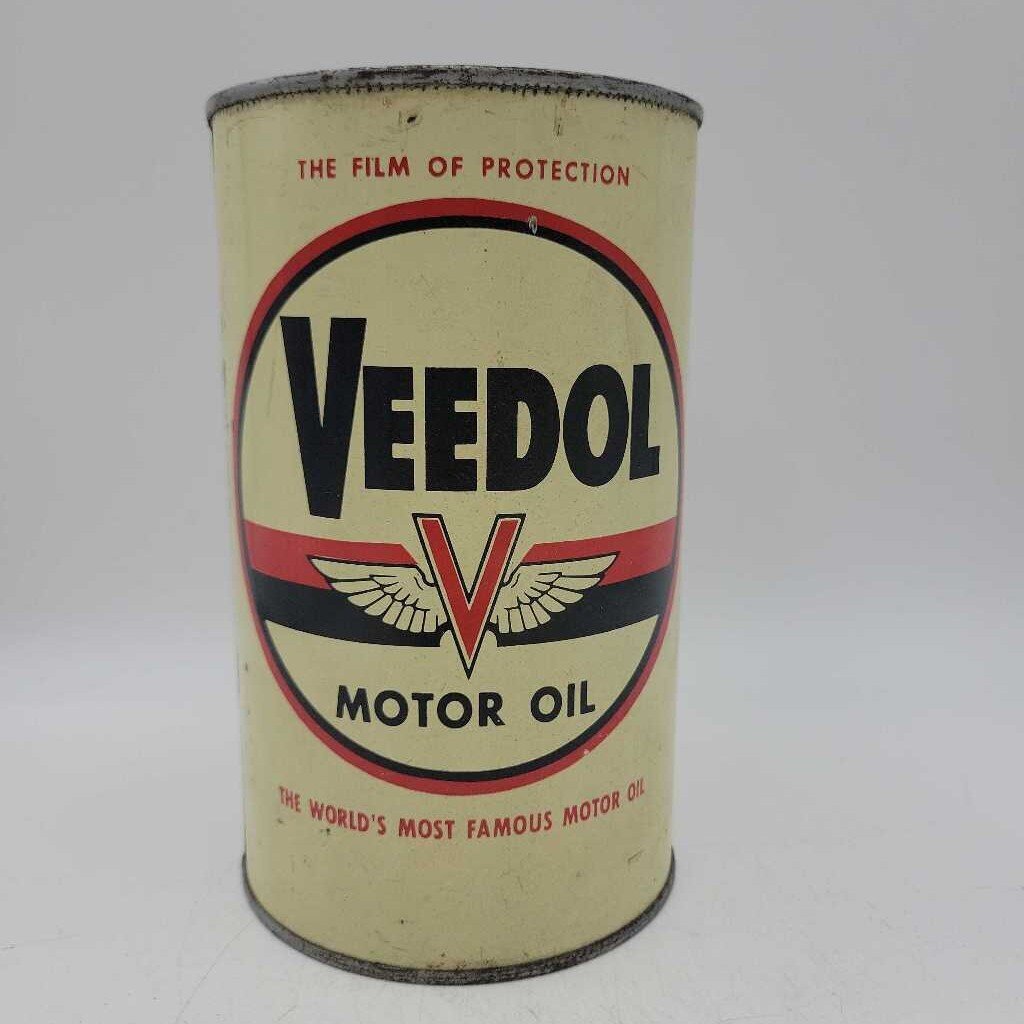 THE FILM OF PROTECTION
VEEDOL
V
MOTOR OIL
THE WORLD'S MOST FAMOUS MOTOR OIL